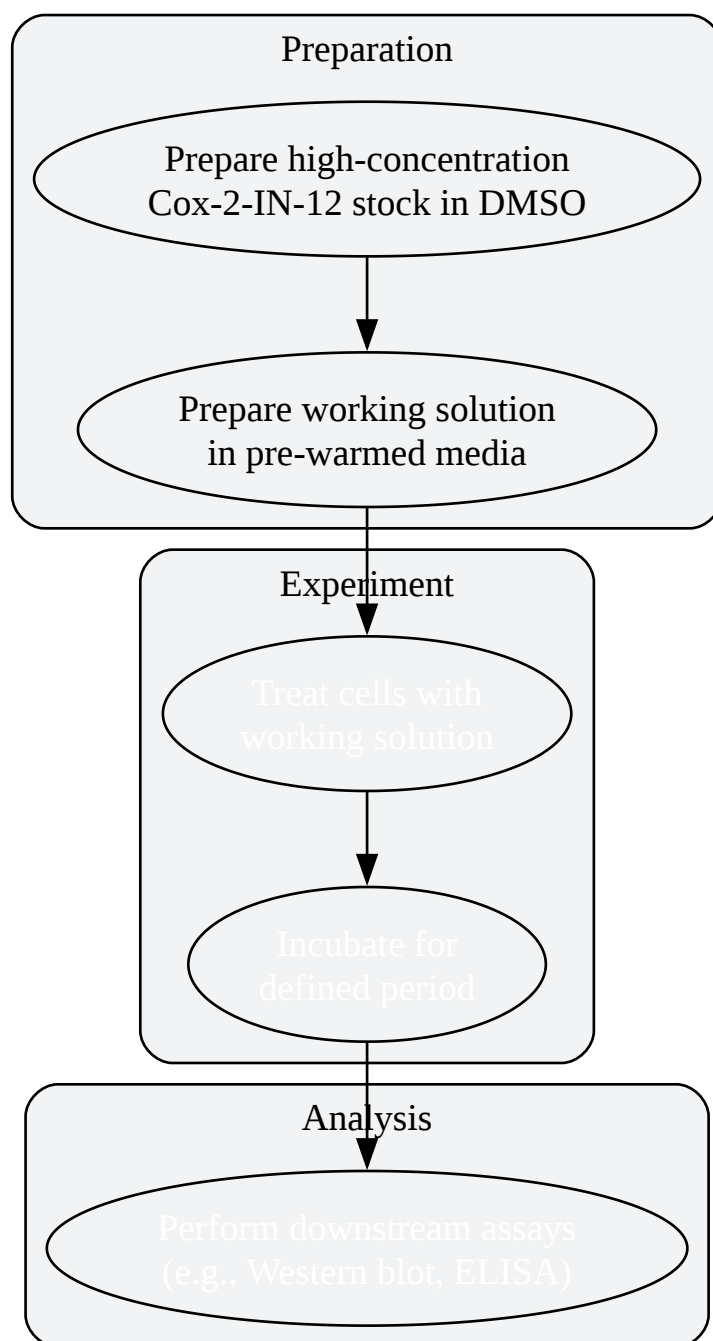 Preparation
Prepare high-concentration
Cox-2-IN-12 stock in DMSO
Prepare working solution
in pre-warmed media
Experiment
Treat cells with
working solution
Incubate for
defined period
Analysis
Perform downstream assays
(e.g., Western blot, ELISA)